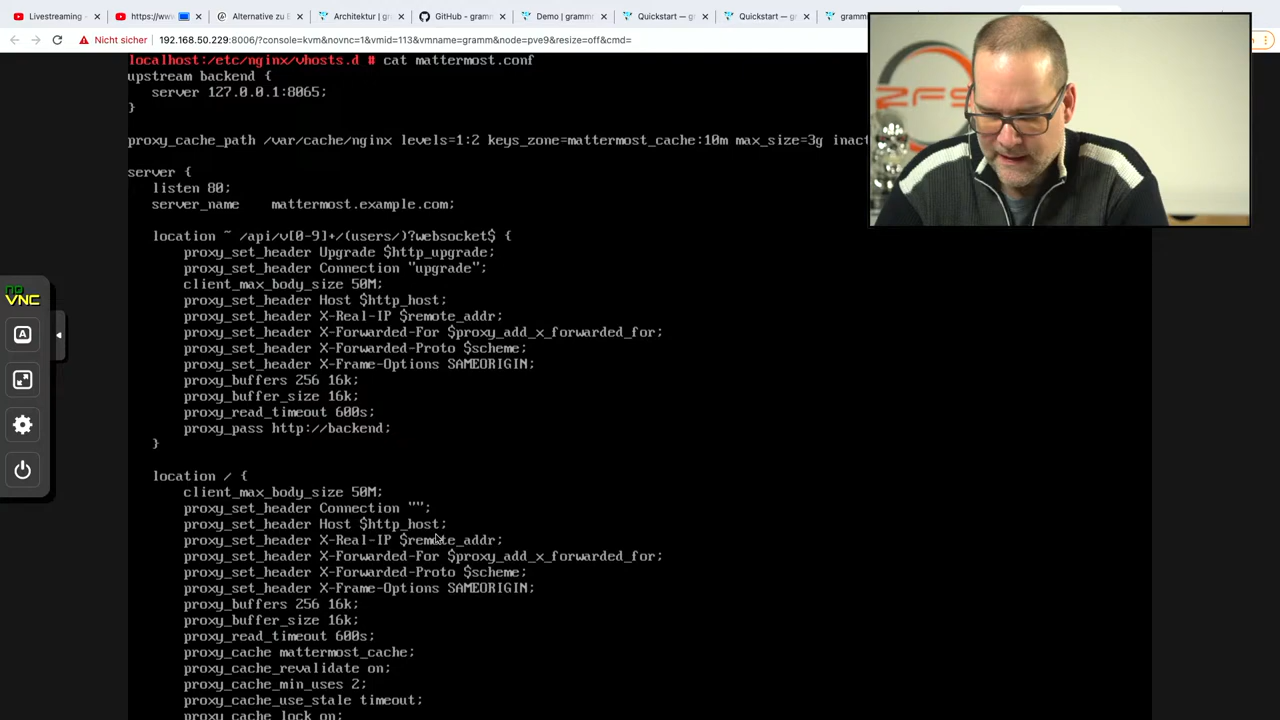 Livestreaming
https://www.
Alternative zu E
Architektur | gramm
GitHub - gramm
Demo | gramm
Quickstart — g
Quickstart — g
gramm
Nicht sicher 192.168.50.229:8006/?console=kvm&novnc=1&vmid=113&vmname=gramm&node=pve9&resize=off&cmd=
localhost:/etc/nginx/vhosts.d # cat mattermost.conf
upstream backend {
server 127.0.0.1:8065;
}
proxy_cache_path /var/cache/nginx levels=1:2 keys_zone=mattermost_cache:10m max_size=3g inact
server {
listen 80;
server_name mattermost.example.com;
location ~ /api/v[0-9]+/(users/)?websocket$ {
proxy_set_header Upgrade $http_upgrade;
proxy_set_header Connection "upgrade";
client_max_body_size 50M;
proxy_set_header Host $http_host;
proxy_set_header X-Real-IP $remote_addr;
proxy_set_header X-Forwarded-For $proxy_add_x_forwarded_for;
proxy_set_header X-Forwarded-Proto $scheme;
proxy_set_header X-Frame-Options SAMEORIGIN;
proxy_buffers 256 16k;
proxy_buffer_size 16k;
proxy_read_timeout 600s;
proxy_pass http://backend;
}
location / {
client_max_body_size 50M;
proxy_set_header Connection "";
proxy_set_header Host $http_host;
proxy_set_header X-Real-IP $remote_addr;
proxy_set_header X-Forwarded-For $proxy_add_x_forwarded_for;
proxy_set_header X-Forwarded-Proto $scheme;
proxy_set_header X-Frame-Options SAMEORIGIN;
proxy_buffers 256 16k;
proxy_buffer_size 16k;
proxy_read_timeout 600s;
proxy_cache mattermost_cache;
proxy_cache_revalidate on;
proxy_cache_min_uses 2;
proxy_cache_use_stale timeout;
proxy_cache_lock on;
no
VNC
A
ZFS